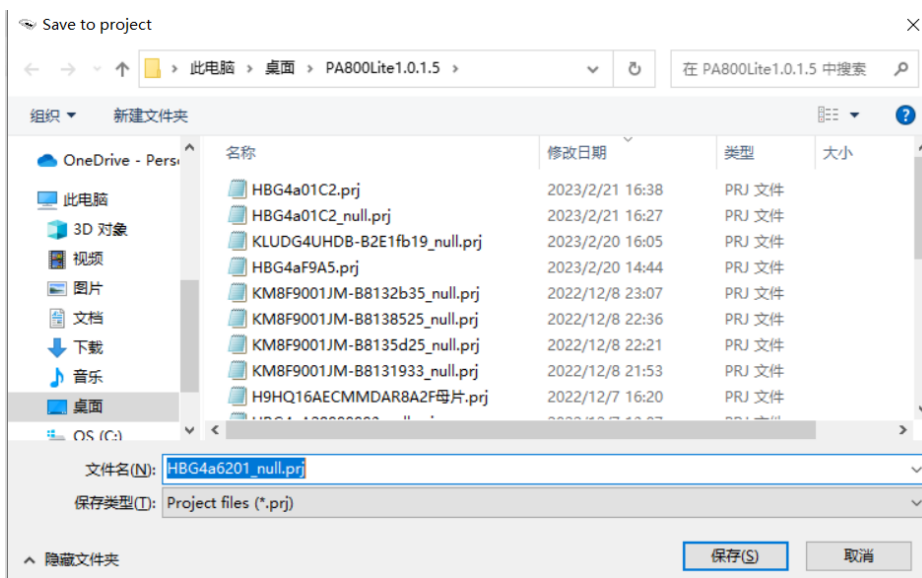 Save to project
此电脑 › 桌面 › PA800Lite1.0.1.5 ›
在 PA800Lite1.0.1.5 中搜索
组织 新建文件夹
名称 修改日期 类型 大小
OneDrive - Pers
此电脑
3D 对象
视频
图片
文档
下载
音乐
桌面
OS (C:)
HBG4a01C2.prj 2023/2/21 16:38 PRJ 文件
HBG4a01C2_null.prj 2023/2/21 16:27 PRJ 文件
KLUDG4UHDB-B2E1fb19_null.prj 2023/2/20 16:05 PRJ 文件
HBG4aF9A5.prj 2023/2/20 14:44 PRJ 文件
KM8F9001JM-B8132b35_null.prj 2022/12/8 23:07 PRJ 文件
KM8F9001JM-B8138525_null.prj 2022/12/8 22:36 PRJ 文件
KM8F9001JM-B8135d25_null.prj 2022/12/8 22:21 PRJ 文件
KM8F9001JM-B8131933_null.prj 2022/12/8 21:53 PRJ 文件
H9HQ16AECMMDAR8A2F母片.prj 2022/12/7 16:20 PRJ 文件
文件名(N): HBG4a6201_null.prj
保存类型(T): Project files (*.prj)
隐藏文件夹
保存(S) 取消